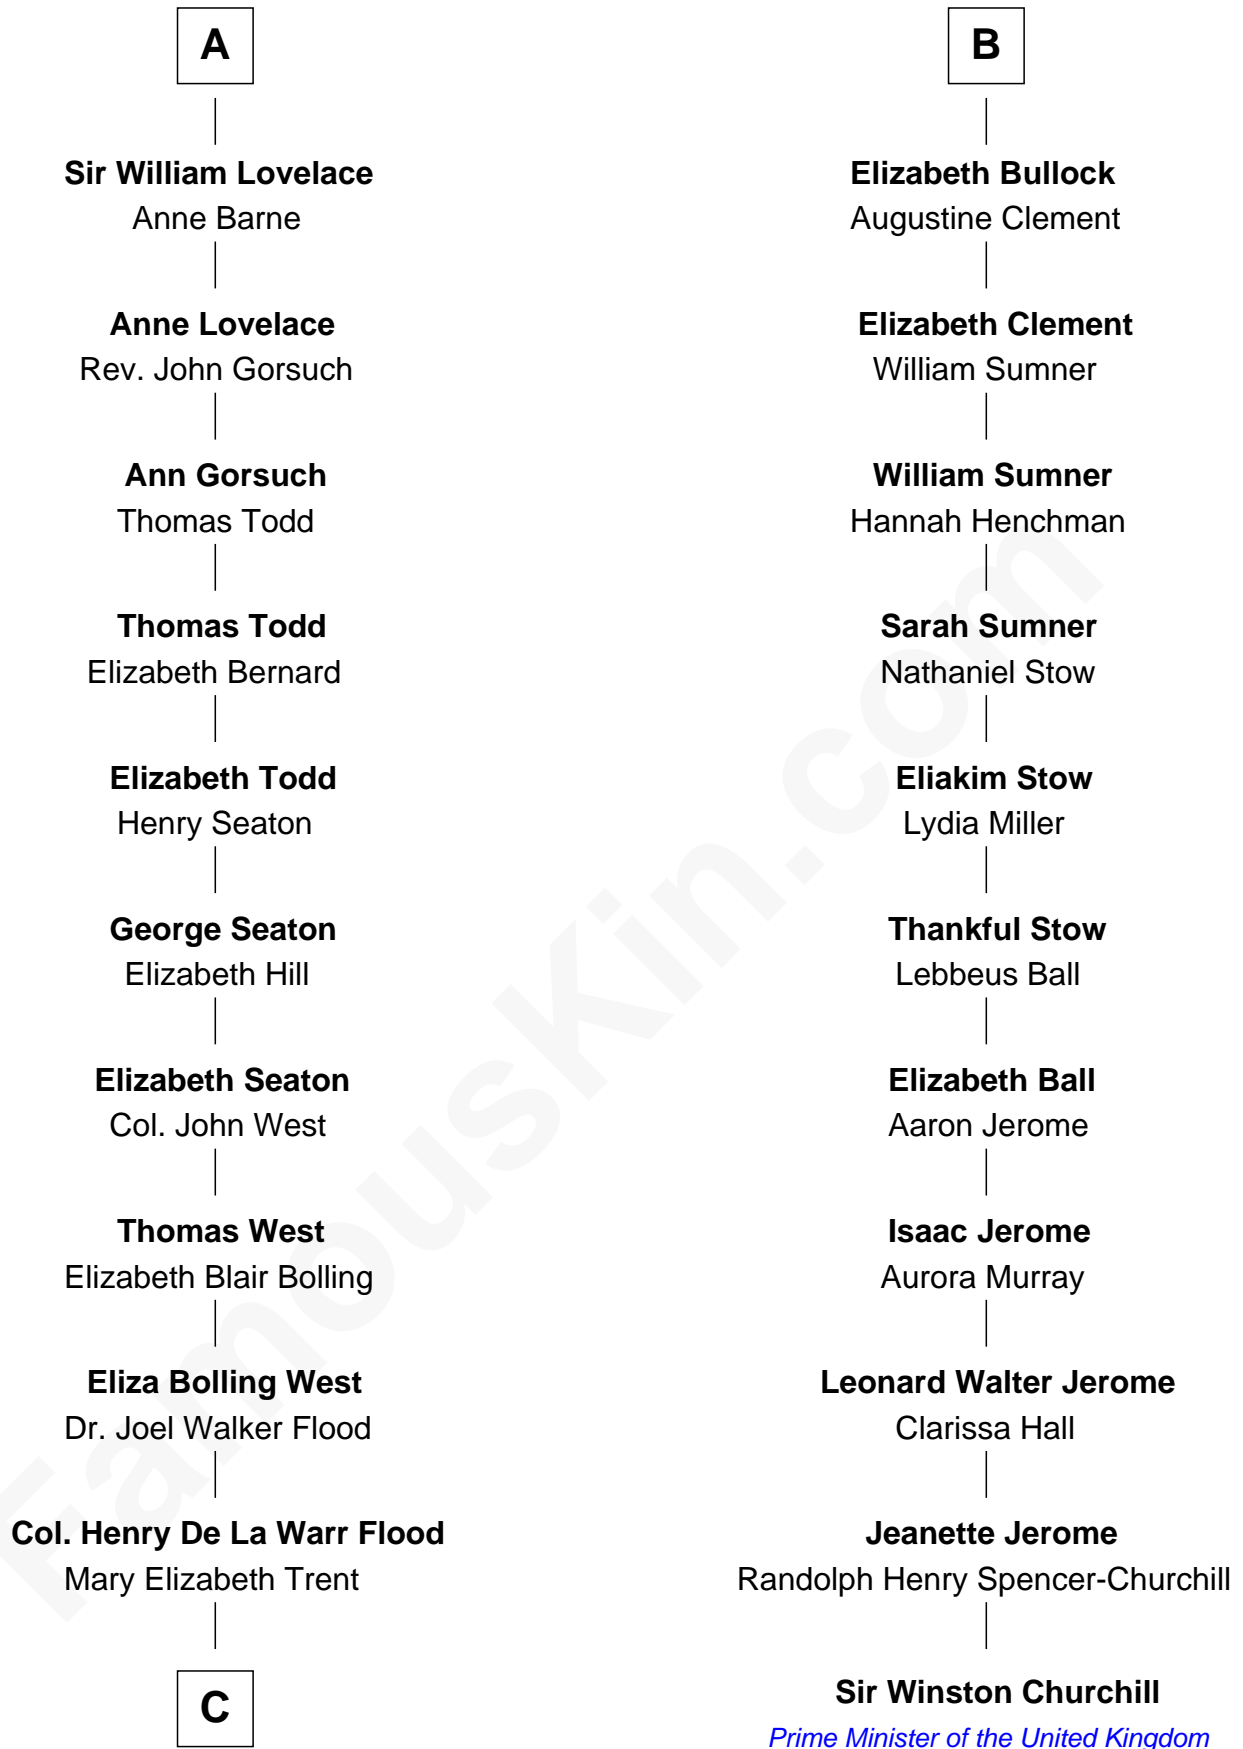 A
Sir William Lovelace
Anne Barne
Anne Lovelace
Rev. John Gorsuch
Ann Gorsuch
Thomas Todd
Thomas Todd
Elizabeth Bernard
Elizabeth Todd
Henry Seaton
George Seaton
Elizabeth Hill
Elizabeth Seaton
Col. John West
Thomas West
Elizabeth Blair Bolling
Eliza Bolling West
Dr. Joel Walker Flood
Col. Henry De La Warr Flood
Mary Elizabeth Trent
C
B
Elizabeth Bullock
Augustine Clement
Elizabeth Clement
William Sumner
William Sumner
Hannah Henchman
Sarah Sumner
Nathaniel Stow
Eliakim Stow
Lydia Miller
Thankful Stow
Lebbeus Ball
Elizabeth Ball
Aaron Jerome
Isaac Jerome
Aurora Murray
Leonard Walter Jerome
Clarissa Hall
Jeanette Jerome
Randolph Henry Spencer-Churchill
Sir Winston Churchill
Prime Minister of the United Kingdom
FamousKin.com